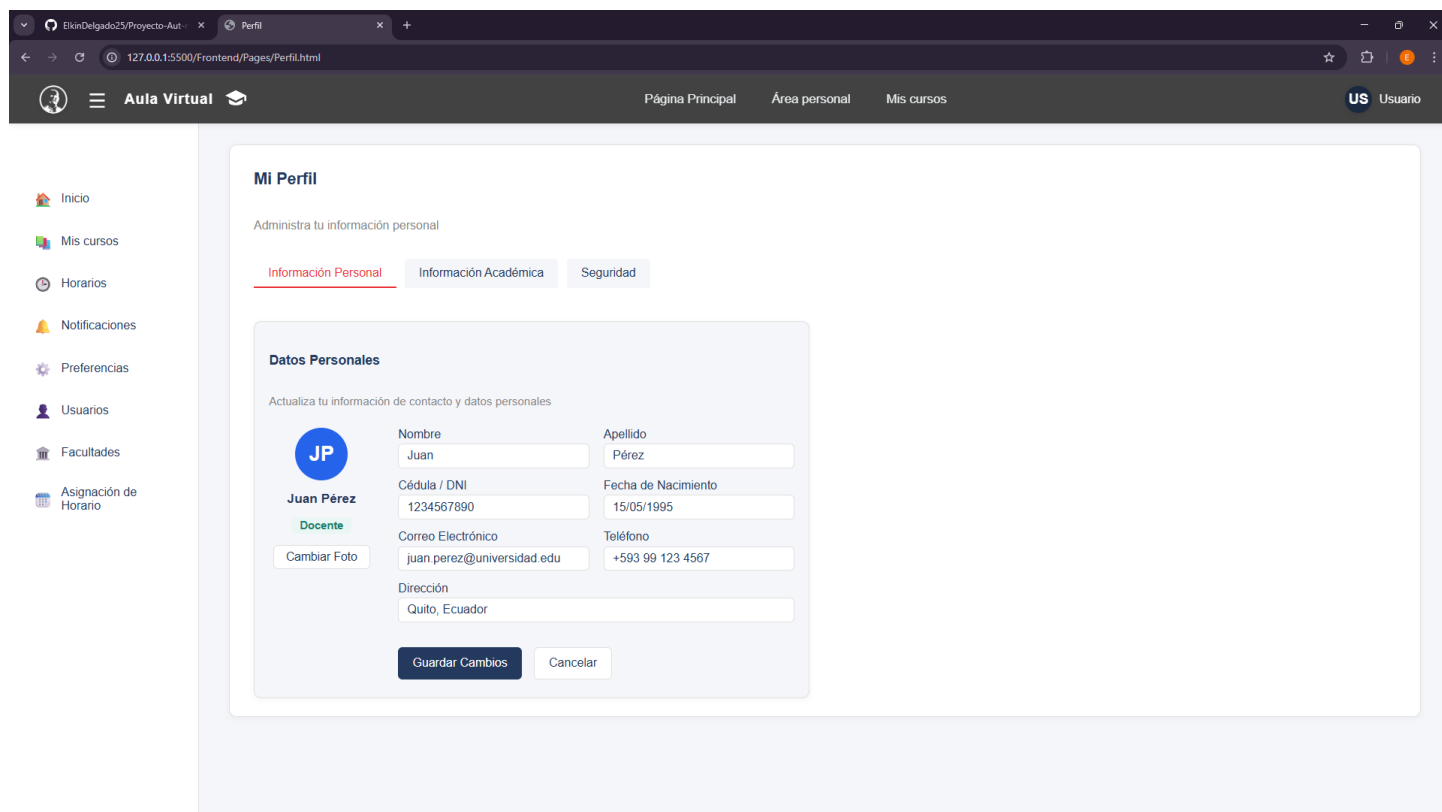 ElkinDelgado25/Proyecto-Aut-
Perfil
127.0.0.1:5500/Frontend/Pages/Perfil.html
E
Aula Virtual
Página Principal
Área personal
Mis cursos
US Usuario
Inicio
Mis cursos
Horarios
Notificaciones
Preferencias
Usuarios
Facultades
Asignación de
Horario
Mi Perfil
Administra tu información personal
Información Personal
Información Académica
Seguridad
Datos Personales
Actualiza tu información de contacto y datos personales
JP
Juan Pérez
Docente
Cambiar Foto
Nombre
Juan
Apellido
Pérez
Cédula / DNI
1234567890
Fecha de Nacimiento
15/05/1995
Correo Electrónico
juan.perez@universidad.edu
Teléfono
+593 99 123 4567
Dirección
Quito, Ecuador
Guardar Cambios
Cancelar